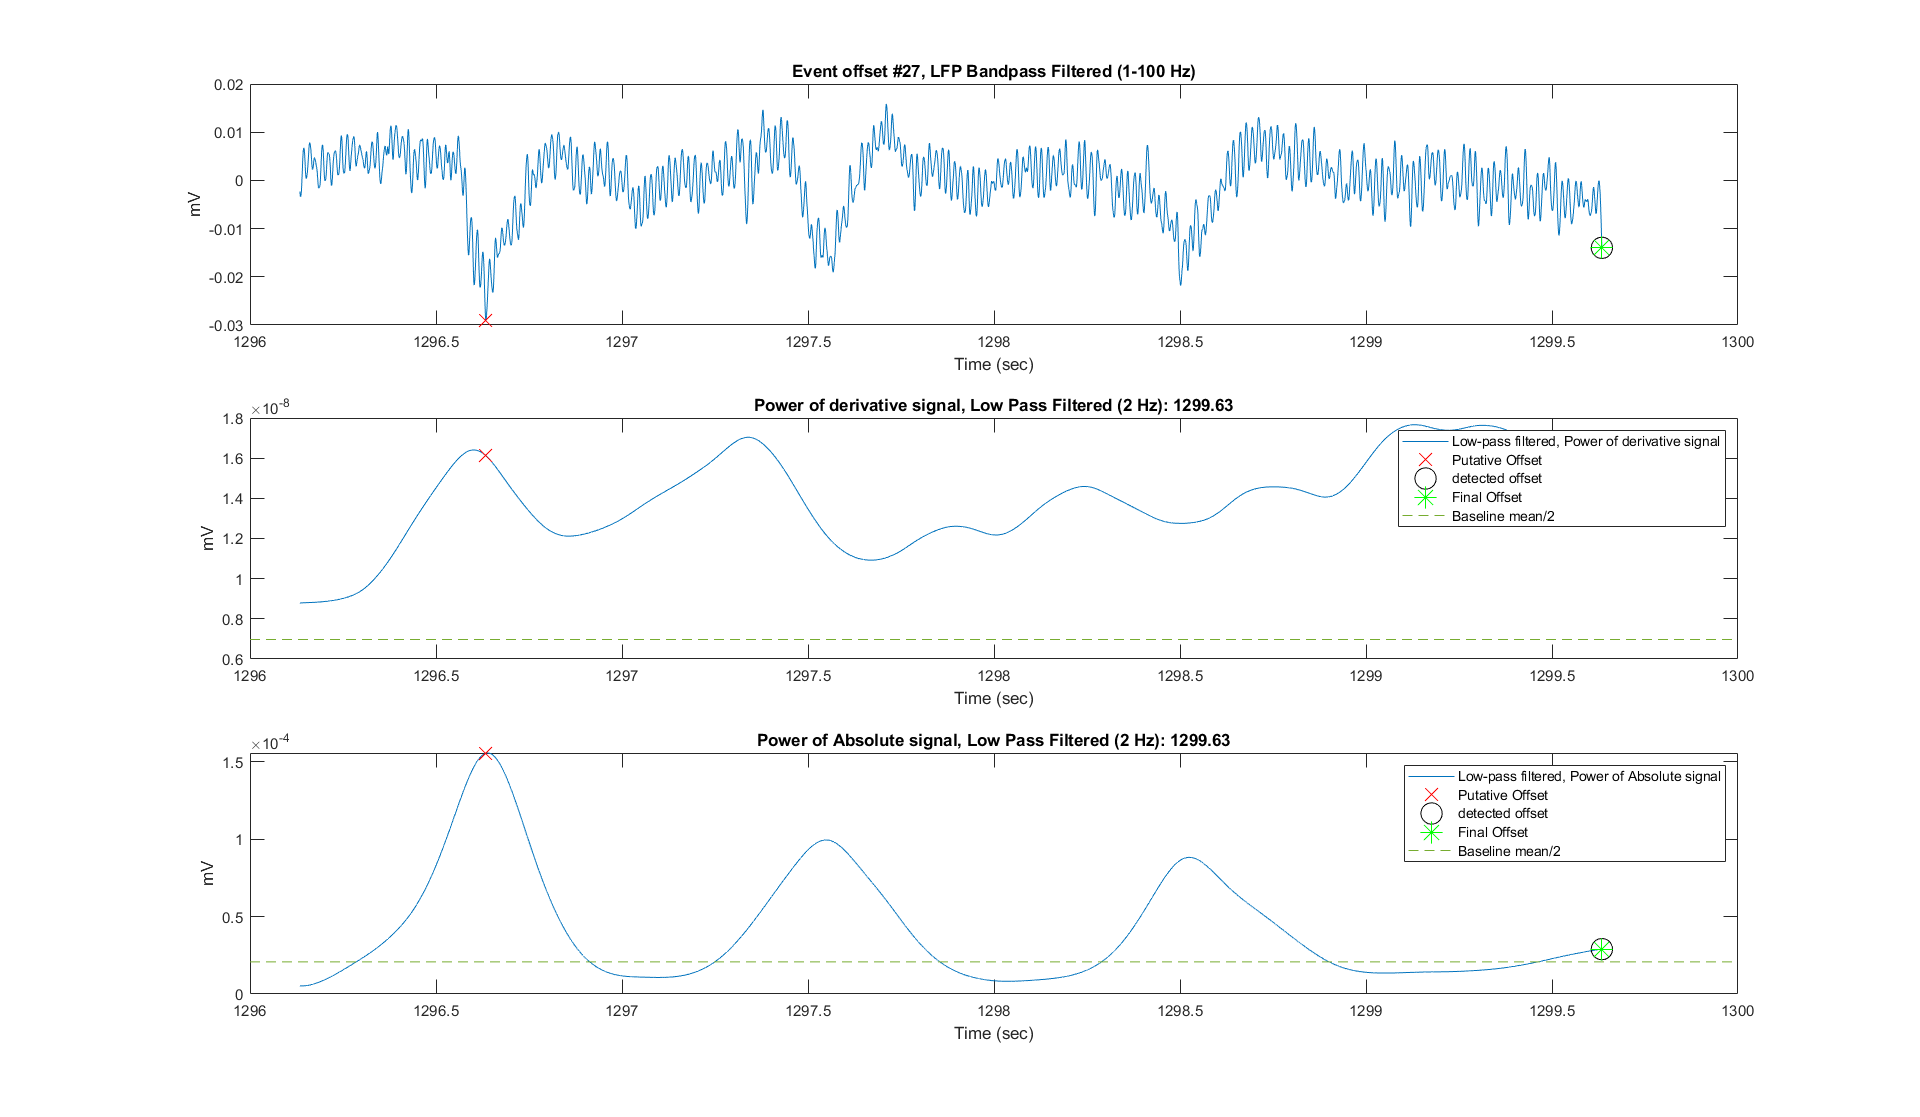 Event offset #27, LFP Bandpass Filtered (1-100 Hz)
0.02
0.01
0
-0.01
-0.02
-0.03
mV
1296 1296.5 1297 1297.5 1298 1298.5 1299 1299.5 1300
Time (sec)
Power of derivative signal, Low Pass Filtered (2 Hz): 1299.63
×10-8
1.8
1.6
1.4
1.2
1
0.8
0.6
mV
Low-pass filtered, Power of derivative signal
Putative Offset
detected offset
Final Offset
Baseline mean/2
1296 1296.5 1297 1297.5 1298 1298.5 1299 1299.5 1300
Time (sec)
Power of Absolute signal, Low Pass Filtered (2 Hz): 1299.63
×10-4
1.5
1
0.5
0
mV
Low-pass filtered, Power of Absolute signal
Putative Offset
detected offset
Final Offset
Baseline mean/2
1296 1296.5 1297 1297.5 1298 1298.5 1299 1299.5 1300
Time (sec)